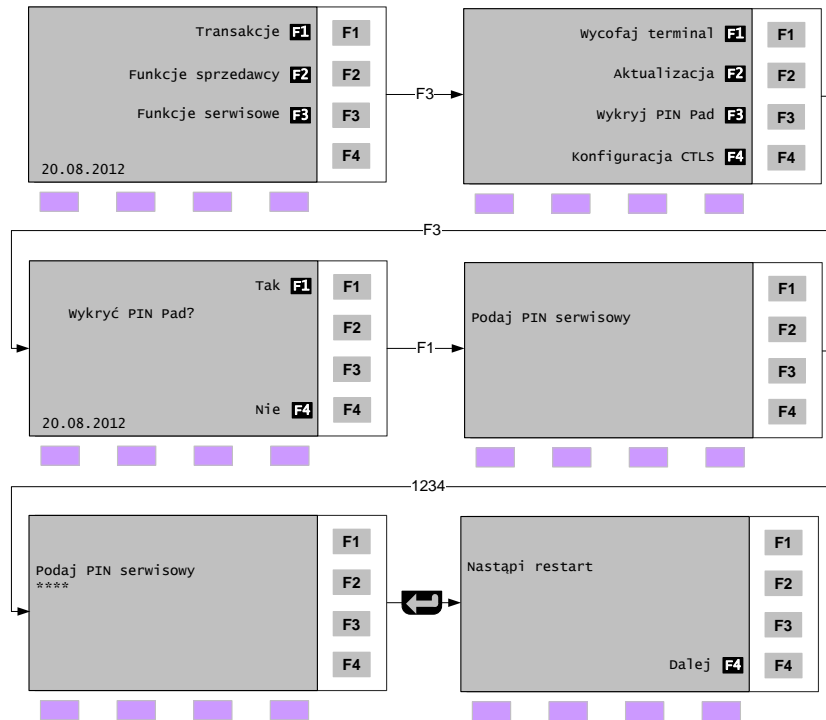 Transakcje F1 F1
Funkcje sprzedawcy F2 F2
Funkcje serwisowe F3 F3
F4
20.08.2012
F3
Wycofaj terminal F1 F1
Aktualizacja F2 F2
Wykryj PIN Pad F3 F3
Konfiguracja CTLS F4 F4
F3
Tak F1 F1
Wykryć PIN Pad?
F2
F3
Nie F4 F4
20.08.2012
F1
F1
Podaj PIN serwisowy
F2
F3
F4
1234
F1
Podaj PIN serwisowy
****
F2
F3
F4
F1
Nastąpi restart
F2
F3
Dalej F4 F4